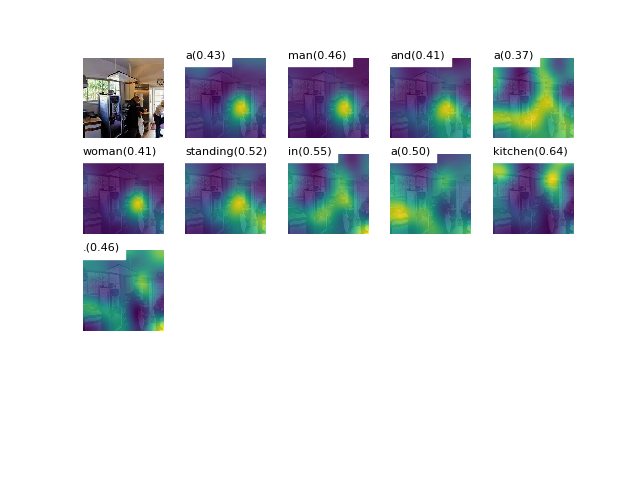 a(0.43) man(0.46) and(0.41) a(0.37)
woman(0.41) standing(0.52) in(0.55) a(0.50) kitchen(0.64)
.(0.46)